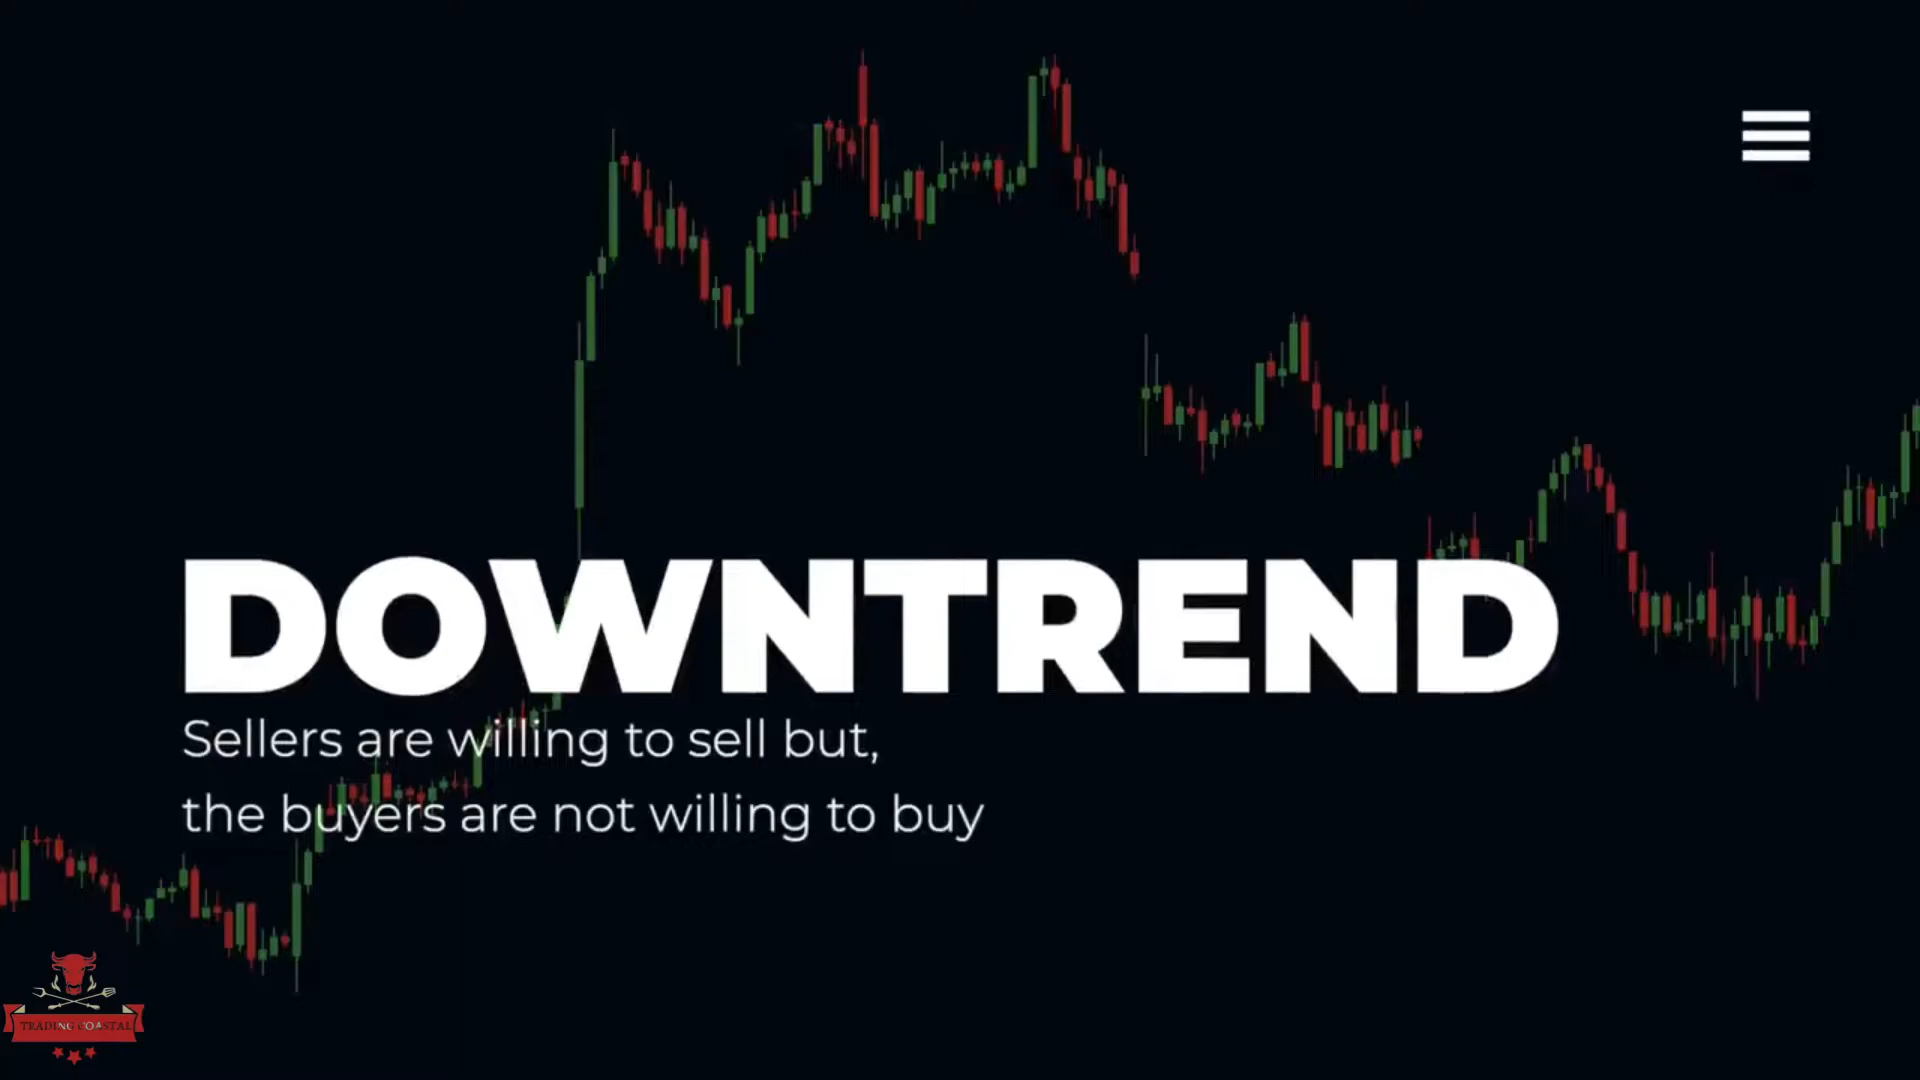 DOWNTREND
Sellers are willing to sell but,
the buyers are not willing to buy
TRADING COASTAL